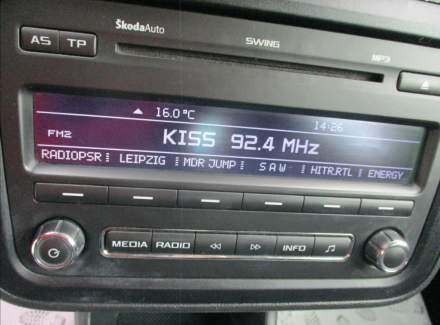 ŠkodaAuto
AS TP SWING MP3
▲ 16.0 °C 14:26
FM2 KISS 92.4 MHz
RADIOPSR LEIPZIG MDR JUMP SAW HITR.RTL ENERGY
MEDIA RADIO INFO